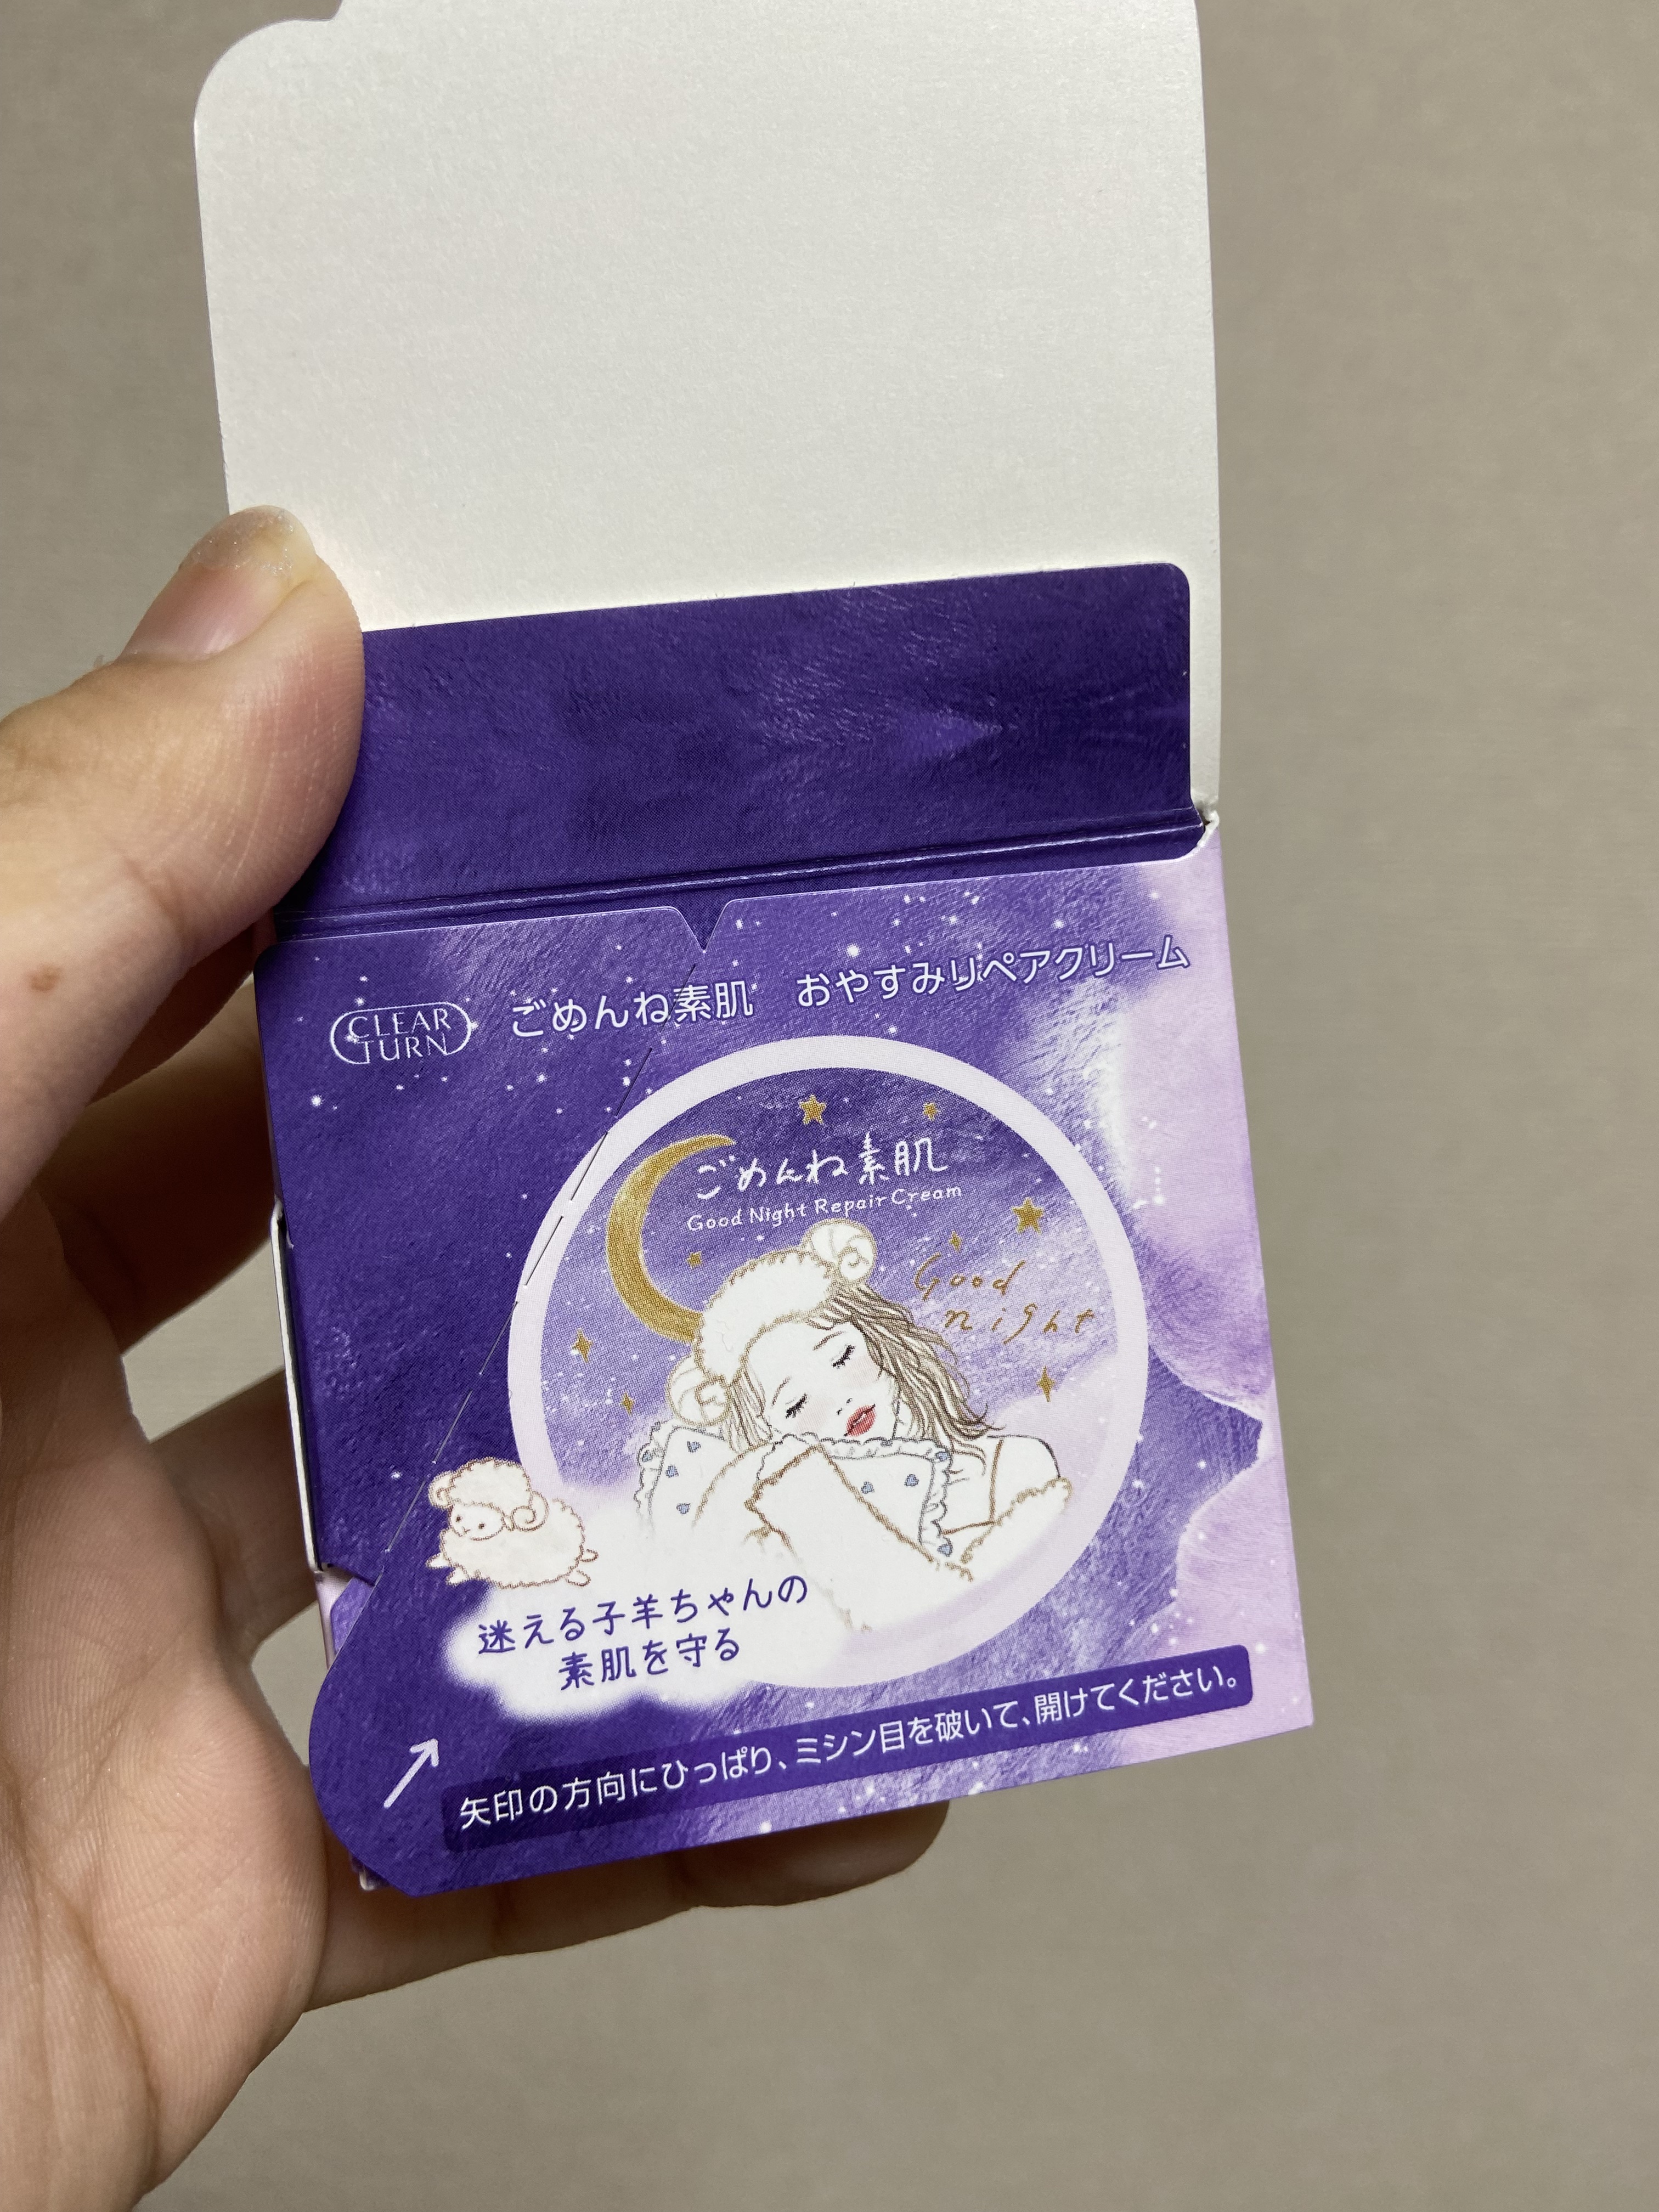 CLEAR
TURN
ごめんね素肌 おやすみリペアクリーム
ごめんね素肌
Good Night Repair Cream
Good
night
迷える子羊ちゃんの
素肌を守る
矢印の方向にひっぱり、ミシン目を破いて、開けてください。